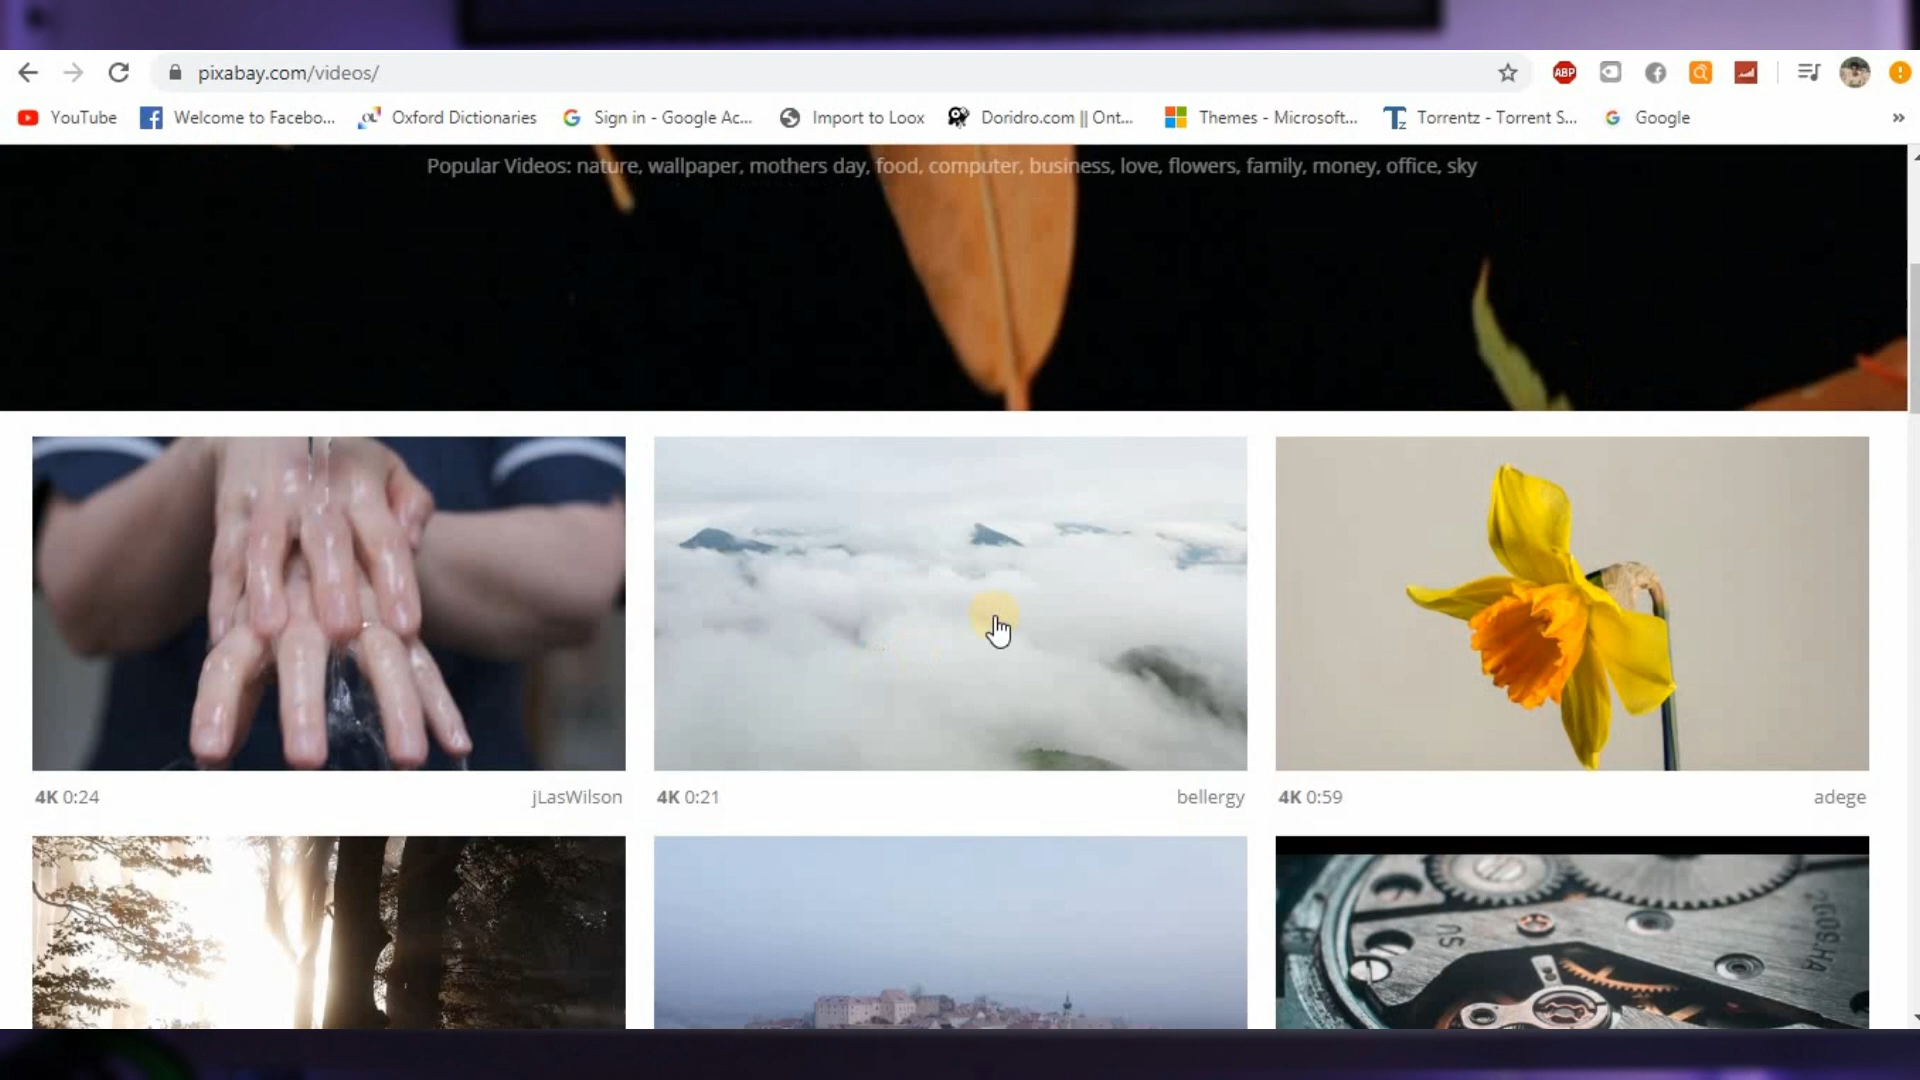 pixabay.com/videos/
ABP
YouTube Welcome to Facebo... Oxford Dictionaries Sign in - Google Ac... Import to Loox Doridro.com || Ont... Themes - Microsoft... Torrentz - Torrent S... Google »
Popular Videos: nature, wallpaper, mothers day, food, computer, business, love, flowers, family, money, office, sky
4K 0:24 jLasWilson 4K 0:21 bellergy 4K 0:59 adege